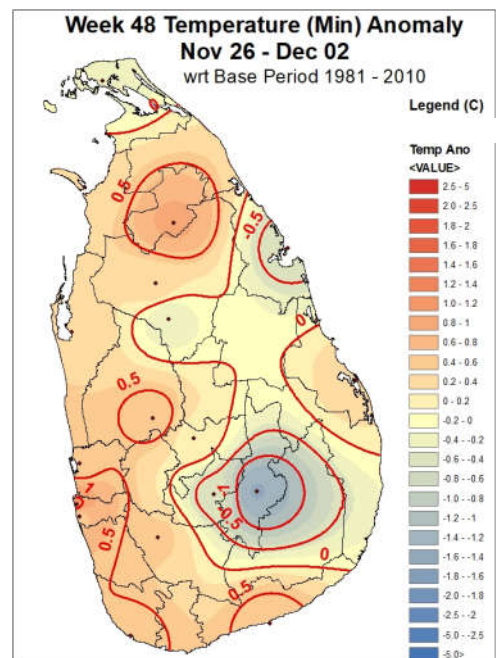 Week 48 Temperature (Min) Anomaly
Nov 26 - Dec 02
wrt Base Period 1981 - 2010
Legend (C)
Temp Ano
<VALUE>
2.5 - 5
2.0 - 2.5
1.8 - 2
1.6 - 1.8
1.4 - 1.6
1.2 - 1.4
1.0 - 1.2
0.8 - 1
0.6 - 0.8
0.4 - 0.6
0.2 - 0.4
0 - 0.2
-0.2 - 0
-0.4 - -0.2
-0.6 - -0.4
-0.8 - -0.6
-1.0 - -0.8
-1.2 - -1
-1.4 - -1.2
-1.6 - -1.4
-1.8 - -1.6
-2.0 - -1.8
-2.5 - -2
-5.0 - -2.5
-5.0>
0
0.5
-0.5
0
0.5
1
-1
-0.5
0
0.5
0.5